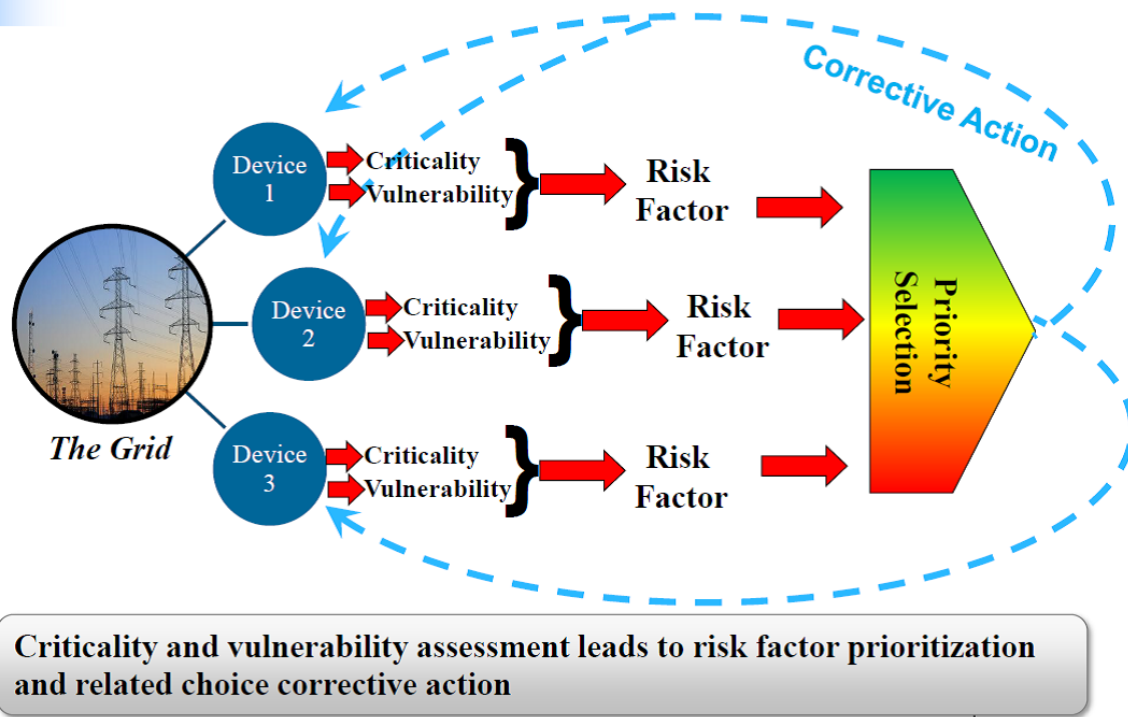 Corrective Action
Device
1
Criticality
Vulnerability
Risk
Factor
Device
2
Criticality
Vulnerability
Risk
Factor
Priority
Selection
The Grid
Device
3
Criticality
Vulnerability
Risk
Factor
Criticality and vulnerability assessment leads to risk factor prioritization
and related choice corrective action